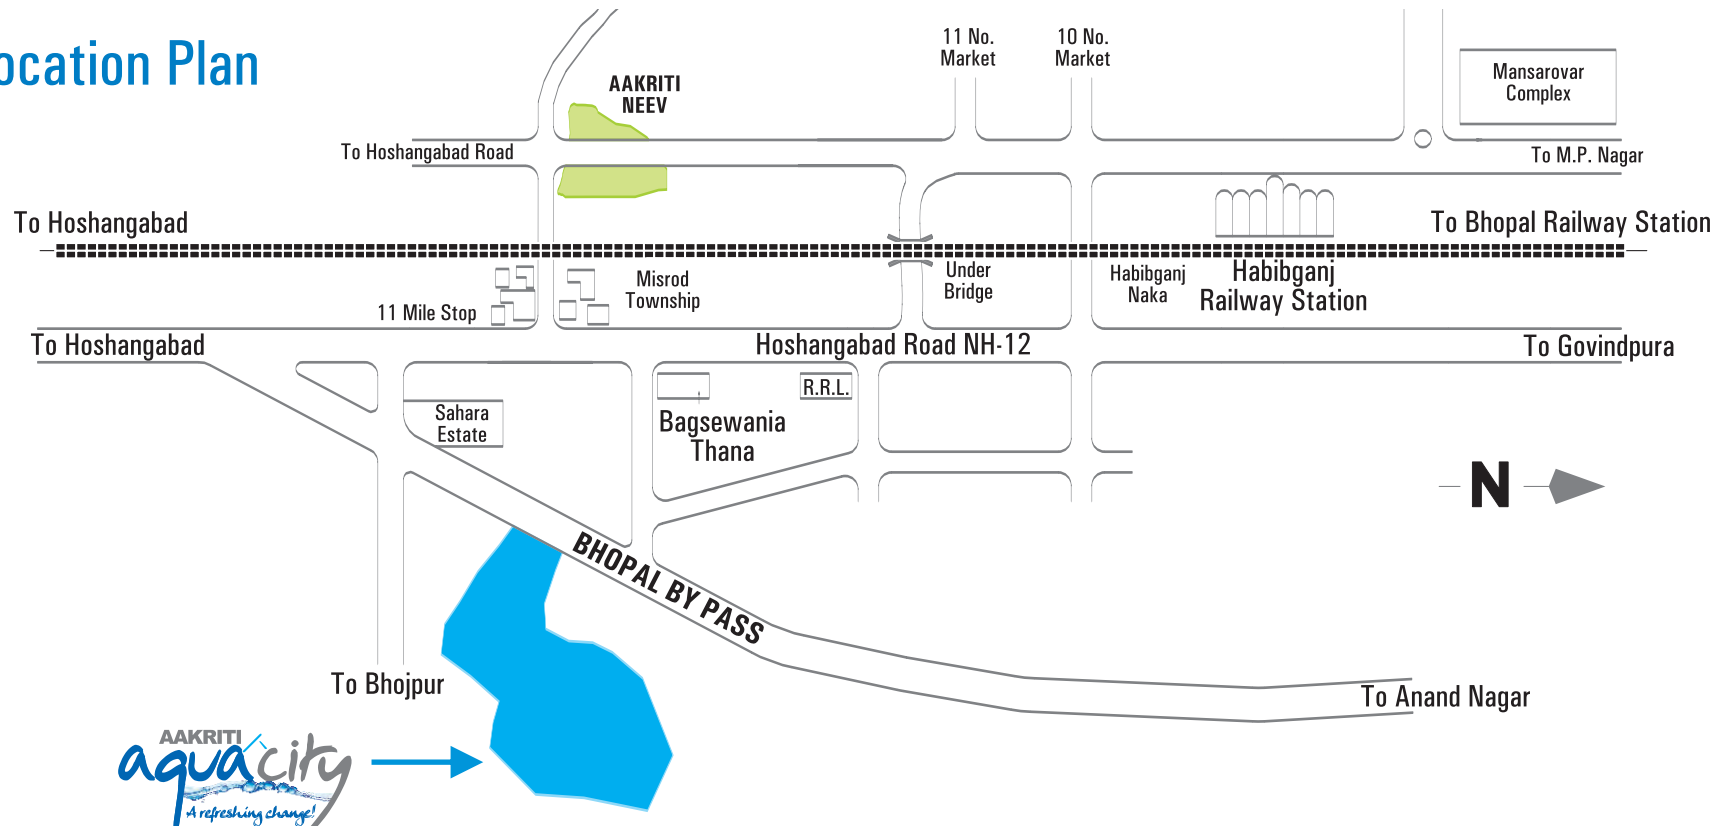 ocation Plan
11 No.
Market
10 No.
Market
Mansarovar
Complex
AAKRITI
NEEV
To Hoshangabad Road
To M.P. Nagar
To Hoshangabad
To Bhopal Railway Station
Misrod
Township
Under
Bridge
Habibganj
Naka
Habibganj
Railway Station
11 Mile Stop
To Hoshangabad
Hoshangabad Road NH-12
To Govindpura
R.R.L.
Sahara
Estate
Bagsewania
Thana
N
BHOPAL BY PASS
To Bhojpur
To Anand Nagar
AAKRITI
aqua city
A refreshing change!